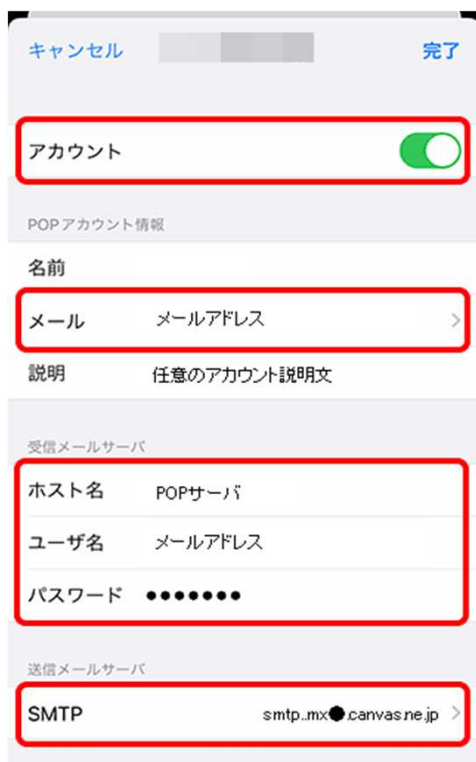 キャンセル 完了
アカウント
POPアカウント情報
名前
メール メールアドレス
説明 任意のアカウント説明文
受信メールサーバ
ホスト名 POPサーバ
ユーザ名 メールアドレス
パスワード ●●●●●●●
送信メールサーバ
SMTP smtp..mx●.canvas.ne.jp